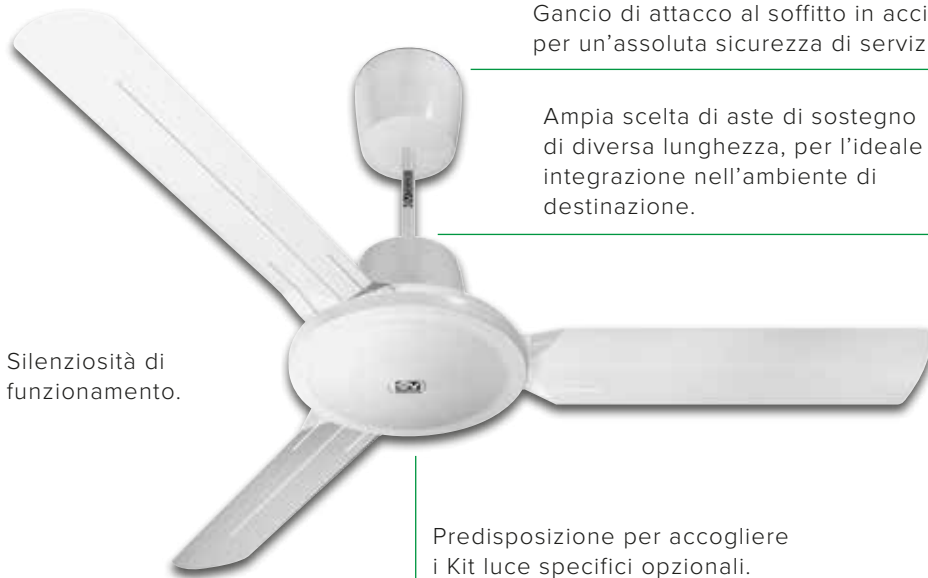 Gancio di attacco al soffitto in acci
per un'assoluta sicurezza di serviz
Ampia scelta di aste di sostegno
di diversa lunghezza, per l'ideale
integrazione nell'ambiente di
destinazione.
Silenziosità di
funzionamento.
Predisposizione per accogliere
i Kit luce specifici opzionali.